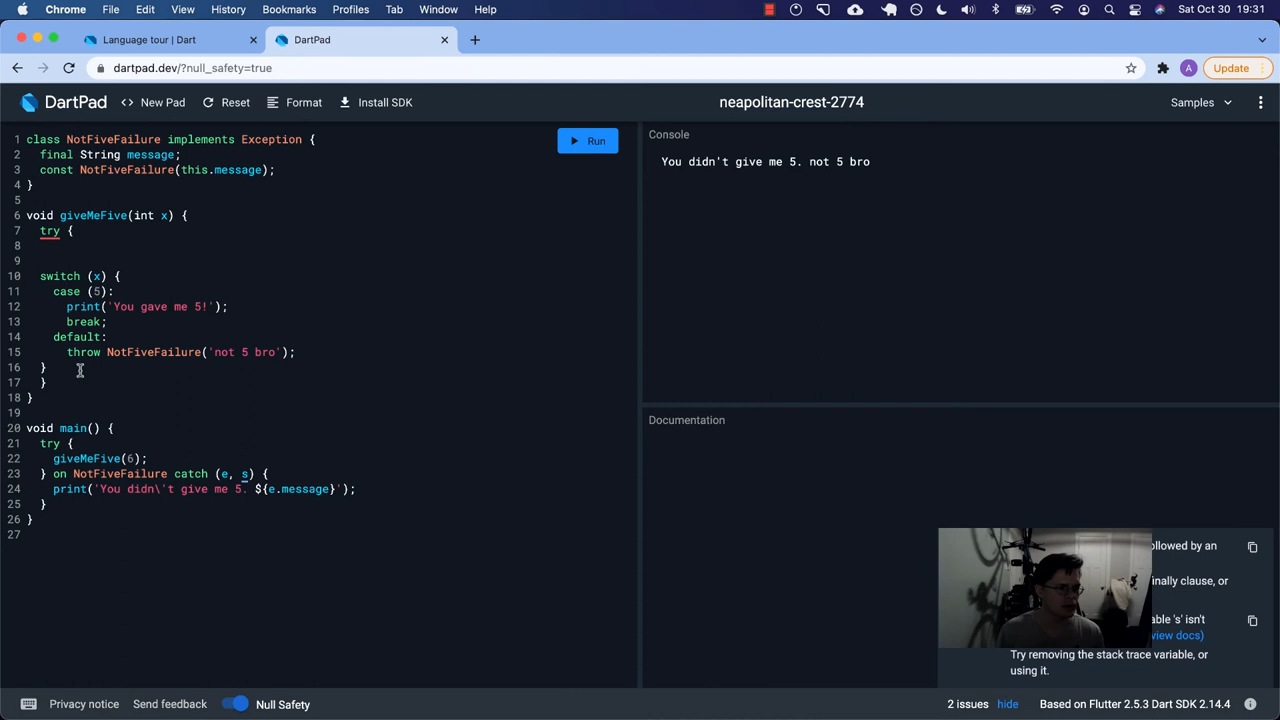 Chrome File Edit View History Bookmarks Profiles Tab Window Help Sat Oct 30 19:31
Language tour | Dart
DartPad
dartpad.dev/?null_safety=true
A
Update
DartPad
<> New Pad
Reset
Format
Install SDK
neapolitan-crest-2774
Samples
1 class NotFiveFailure implements Exception {
2 final String message;
3 const NotFiveFailure(this.message);
4 }
5
6 void giveMeFive(int x) {
7 try {
8
9
10 switch (x) {
11 case (5):
12 print('You gave me 5!');
13 break;
14 default:
15 throw NotFiveFailure('not 5 bro');
16 }
17 }
18 }
19
20 void main() {
21 try {
22 giveMeFive(6);
23 } on NotFiveFailure catch (e, s) {
24 print('You didn\'t give me 5. ${e.message}');
25 }
26 }
27
Run
Console
You didn't give me 5. not 5 bro
Documentation
ollowed by an
inally clause, or
able 's' isn't
view docs)
Try removing the stack trace variable, or
using it.
Privacy notice
Send feedback
Null Safety
2 issues hide
Based on Flutter 2.5.3 Dart SDK 2.14.4